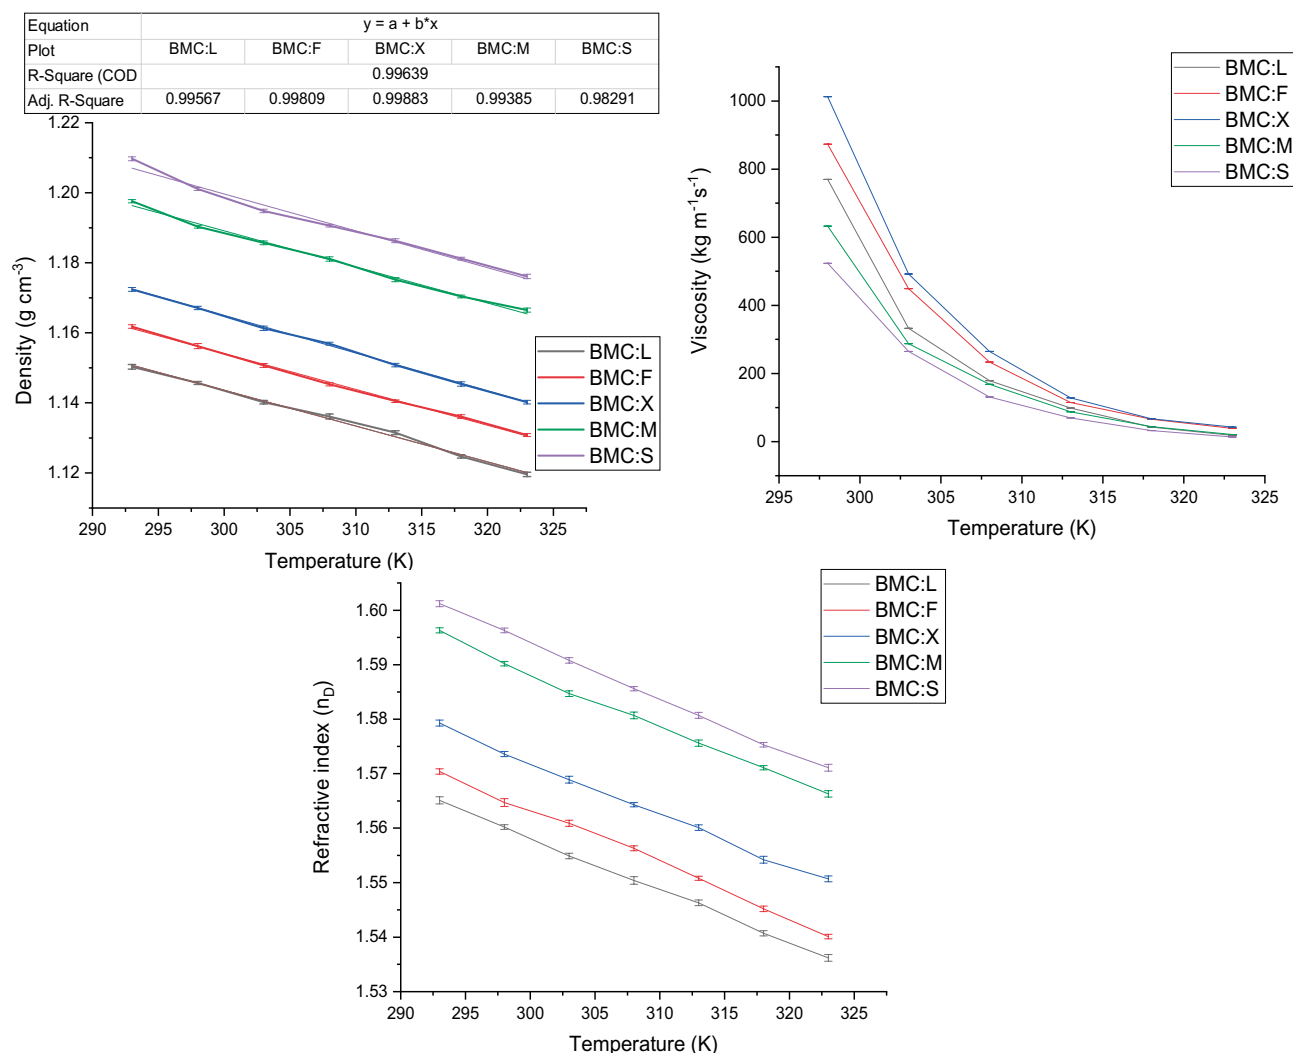 Equation y = a + b*x
Plot BMC:L BMC:F BMC:X BMC:M BMC:S
R-Square (COD 0.99639
Adj. R-Square 0.99567 0.99809 0.99883 0.99385 0.98291
1.22
1.20
1.18
1.16
1.14
1.12
Density (g cm⁻³)
BMC:L
BMC:F
BMC:X
BMC:M
BMC:S
290 295 300 305 310 315 320 325
Temperature (K)
1000
800
600
400
200
0
Viscosity (kg m⁻¹s⁻¹)
BMC:L
BMC:F
BMC:X
BMC:M
BMC:S
295 300 305 310 315 320 325
Temperature (K)
1.60
1.59
1.58
1.57
1.56
1.55
1.54
1.53
Refractive index (n_D)
BMC:L
BMC:F
BMC:X
BMC:M
BMC:S
290 295 300 305 310 315 320 325
Temperature (K)